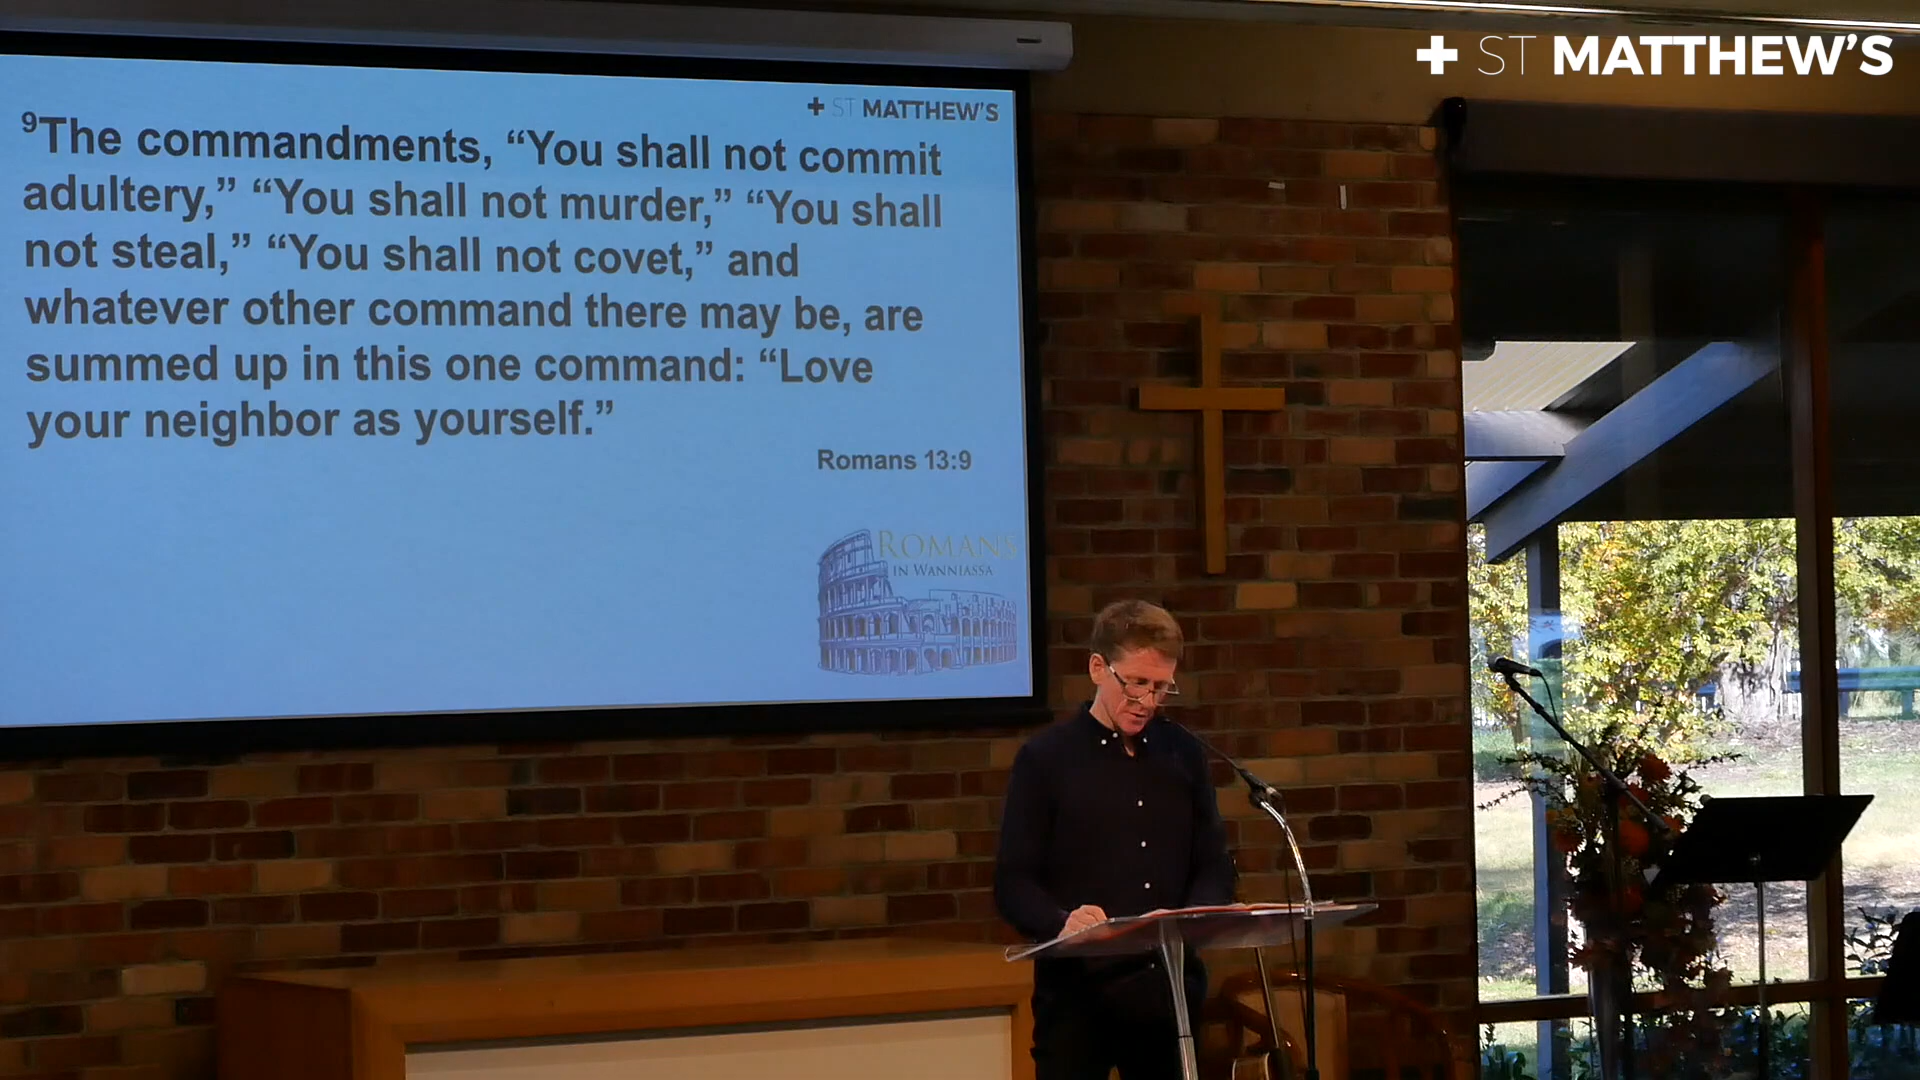 + ST MATTHEW'S
+ ST MATTHEW'S
⁹The commandments, “You shall not commit
adultery,” “You shall not murder,” “You shall
not steal,” “You shall not covet,” and
whatever other command there may be, are
summed up in this one command: “Love
your neighbor as yourself.”
Romans 13:9
ROMANS
IN WANNIASSA